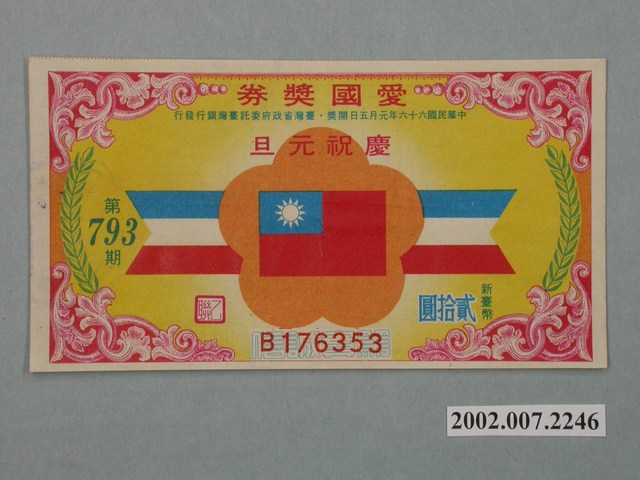 愛國獎券
中華民國六十六年元月五日開獎・臺灣省政府委託臺灣銀行發行
慶祝元旦
第
793
期
新臺幣
貳拾圓
聯
B176353
2002.007.2246